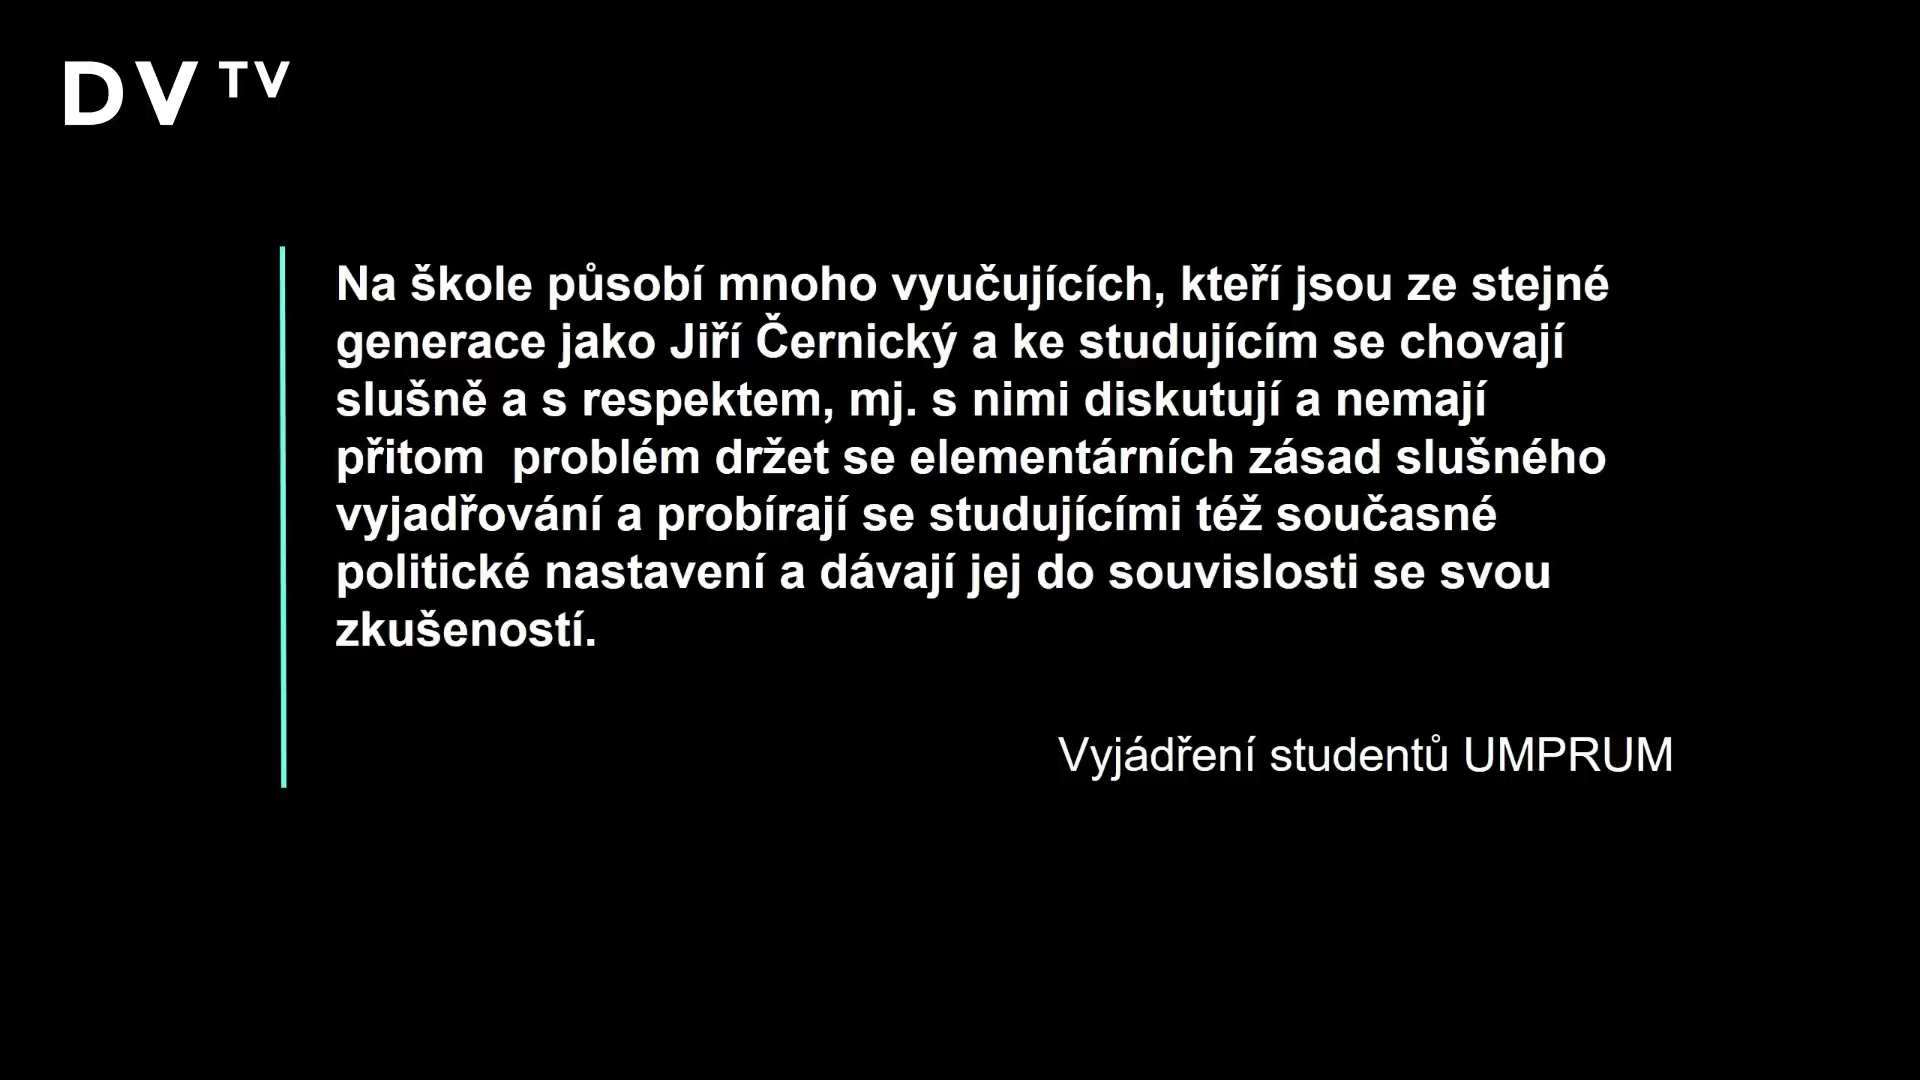 DV TV
Na škole působí mnoho vyučujících, kteří jsou ze stejné
generace jako Jiří Černický a ke studujícím se chovají
slušně a s respektem, mj. s nimi diskutují a nemají
přitom  problém držet se elementárních zásad slušného
vyjadřování a probírají se studujícími též současné
politické nastavení a dávají jej do souvislosti se svou
zkušeností.
Vyjádření studentů UMPRUM